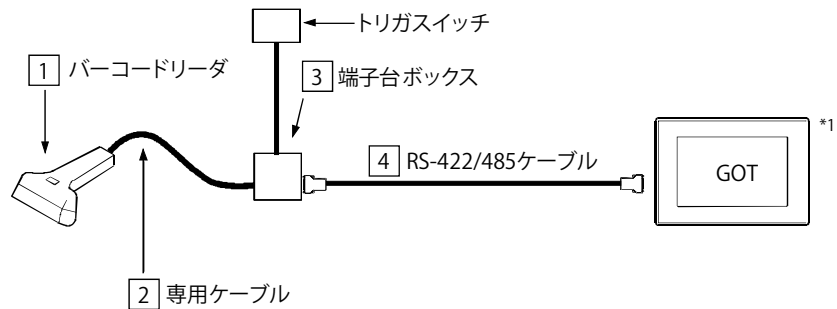 トリガスイッチ
1 バーコードリーダ
3 端子台ボックス
*1
4 RS-422/485ケーブル
GOT
2 専用ケーブル